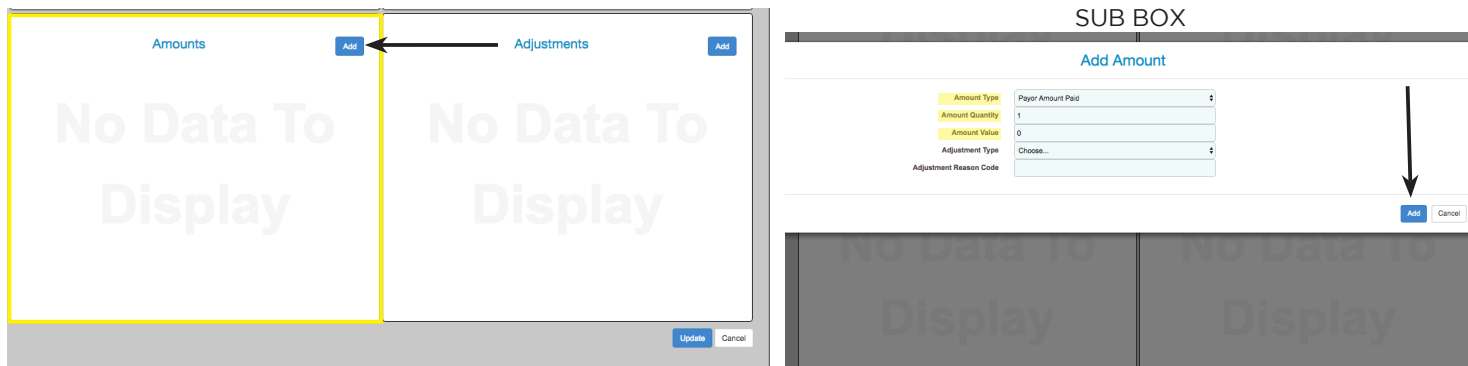 SUB BOX
Amounts
Add
Adjustments
Add
No Data To
Display
No Data To
Display
Update
Cancel
Display
Display
Add Amount
Amount Type
Payor Amount Paid
Amount Quantity
1
Amount Value
0
Adjustment Type
Choose...
Adjustment Reason Code
Add
Cancel
No Data To
Display
No Data To
Display